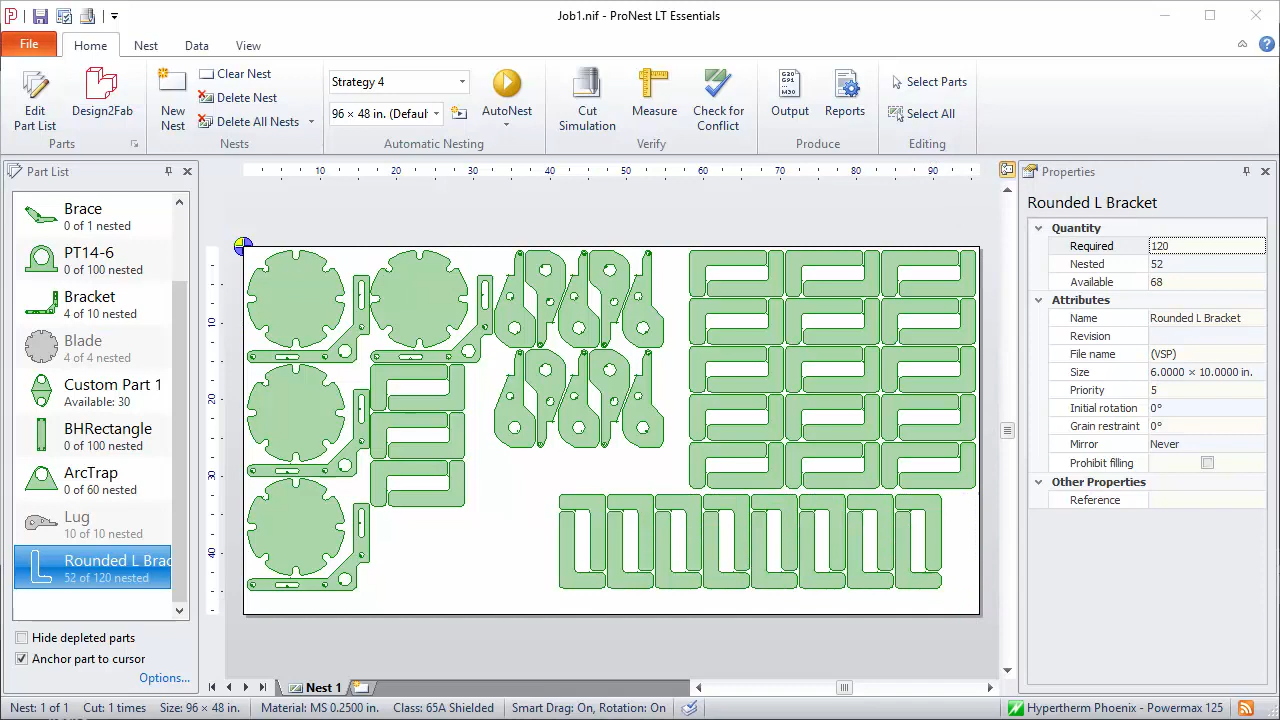 Job1.nif - ProNest LT Essentials
File
Home
Nest
Data
View
Edit
Part List
Design2Fab
Parts
New
Nest
Clear Nest
Delete Nest
Delete All Nests
Nests
Strategy 4
96 × 48 in. (Defaul
AutoNest
Automatic Nesting
Cut
Simulation
Measure
Check for
Conflict
Verify
G20
G91
M30
Output
Reports
Produce
Select Parts
Select All
Editing
Part List
Brace
0 of 1 nested
PT14-6
0 of 100 nested
Bracket
4 of 10 nested
Blade
4 of 4 nested
Custom Part 1
Available: 30
BHRectangle
0 of 100 nested
ArcTrap
0 of 60 nested
Lug
10 of 10 nested
Rounded L Brac
52 of 120 nested
Hide depleted parts
Anchor part to cursor
Options...
10 20 30 40 50 60 70 80 90
10
20
30
40
Nest 1
Properties
Rounded L Bracket
Quantity
Required 120
Nested 52
Available 68
Attributes
Name Rounded L Bracket
Revision
File name (VSP)
Size 6.0000 × 10.0000 in.
Priority 5
Initial rotation 0°
Grain restraint 0°
Mirror Never
Prohibit filling
Other Properties
Reference
Nest: 1 of 1 Cut: 1 times Size: 96 × 48 in. Material: MS 0.2500 in. Class: 65A Shielded Smart Drag: On, Rotation: On Hypertherm Phoenix - Powermax 125